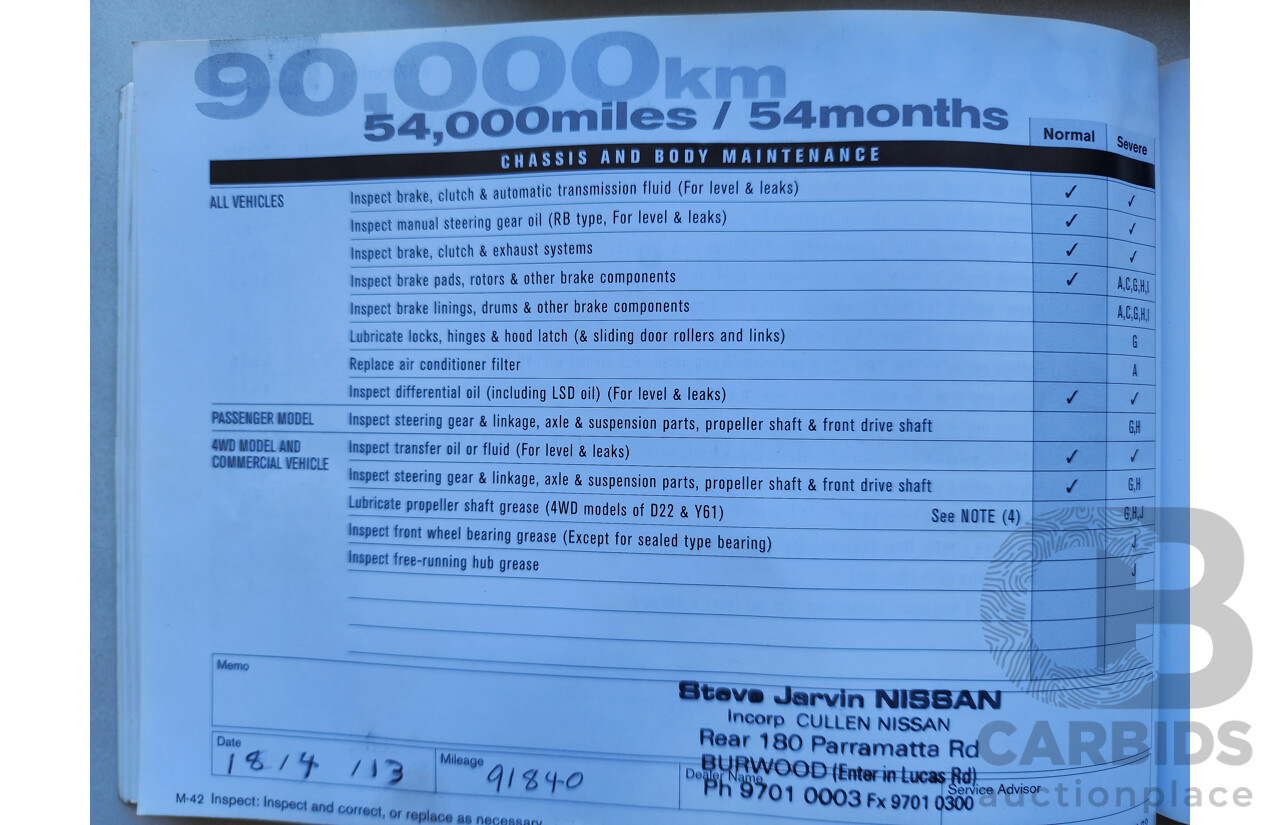 90,000km
54,000miles / 54months
Normal Severe
CHASSIS AND BODY MAINTENANCE
ALL VEHICLES Inspect brake, clutch & automatic transmission fluid (For level & leaks) ✓ ✓
Inspect manual steering gear oil (RB type, For level & leaks) ✓ ✓
Inspect brake, clutch & exhaust systems ✓ ✓
Inspect brake pads, rotors & other brake components ✓ A,C,G,H,I
Inspect brake linings, drums & other brake components A,C,G,H,I
Lubricate locks, hinges & hood latch (& sliding door rollers and links) G
Replace air conditioner filter A
Inspect differential oil (including LSD oil) (For level & leaks) ✓ ✓
PASSENGER MODEL Inspect steering gear & linkage, axle & suspension parts, propeller shaft & front drive shaft G,H
4WD MODEL AND
COMMERCIAL VEHICLE
Inspect transfer oil or fluid (For level & leaks) ✓ ✓
Inspect steering gear & linkage, axle & suspension parts, propeller shaft & front drive shaft ✓ G,H
Lubricate propeller shaft grease (4WD models of D22 & Y61) See NOTE (4) G,H,J
Inspect front wheel bearing grease (Except for sealed type bearing) J
Inspect free-running hub grease J
Memo
Steve Jarvin NISSAN
Incorp CULLEN NISSAN
Rear 180 Parramatta Rd
BURWOOD (Enter in Lucas Rd)
Ph 9701 0003 Fx 9701 0300
Date
18/4/13
Mileage
91840
Dealer Name
Service Advisor
M-42 Inspect: Inspect and correct, or replace as necessary
CB
CARBIDS
auctionplace